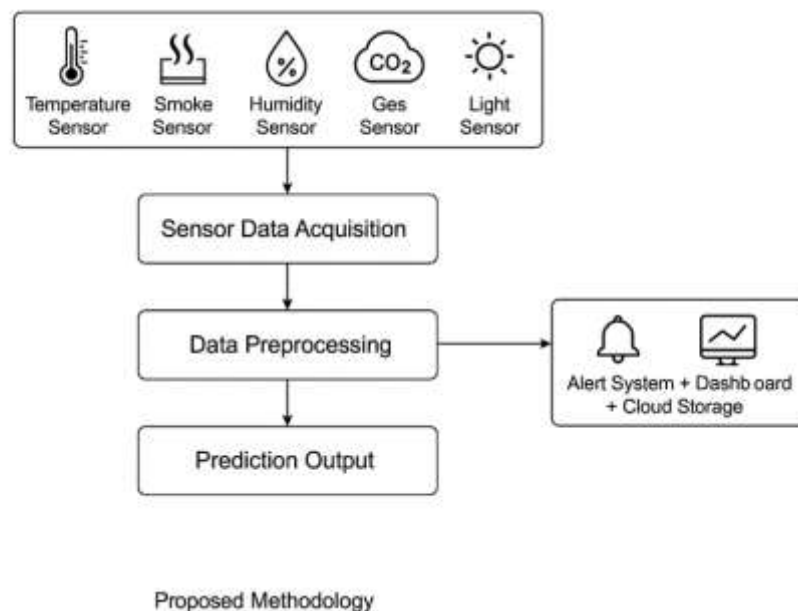 CO₂
Temperature Sensor
Smoke Sensor
% Humidity Sensor
Ges Sensor
Light Sensor
Sensor Data Acquisition
Data Preprocessing
Alert System + Dashb oard
+ Cloud Storage
Prediction Output
Proposed Methodology